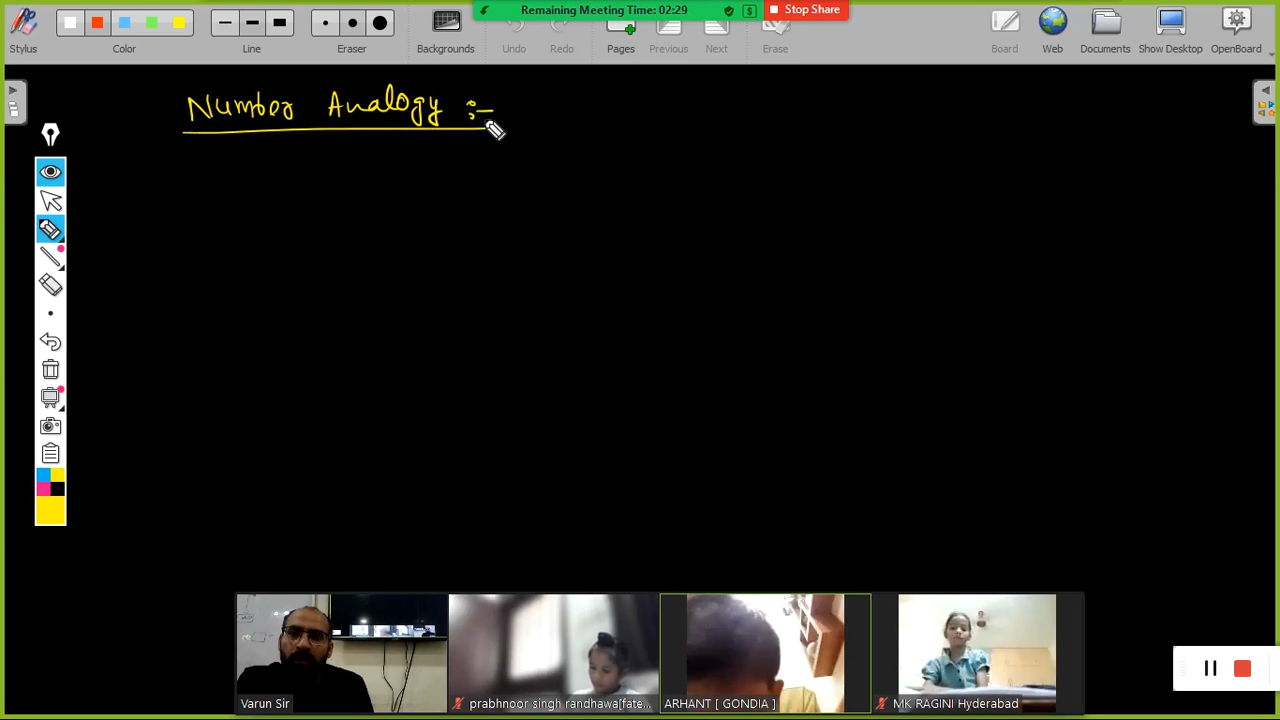 Remaining Meeting Time: 02:29
Stop Share
Stylus
Color
Line
Eraser
Backgrounds
Undo
Redo
Pages
Previous
Next
Erase
Board
Web
Documents
Show Desktop
OpenBoard
Number Analogy :-
Varun Sir
prabhnoor singh randhawa[fate...
ARHANT [ GONDIA ]
MK RAGINI Hyderabad